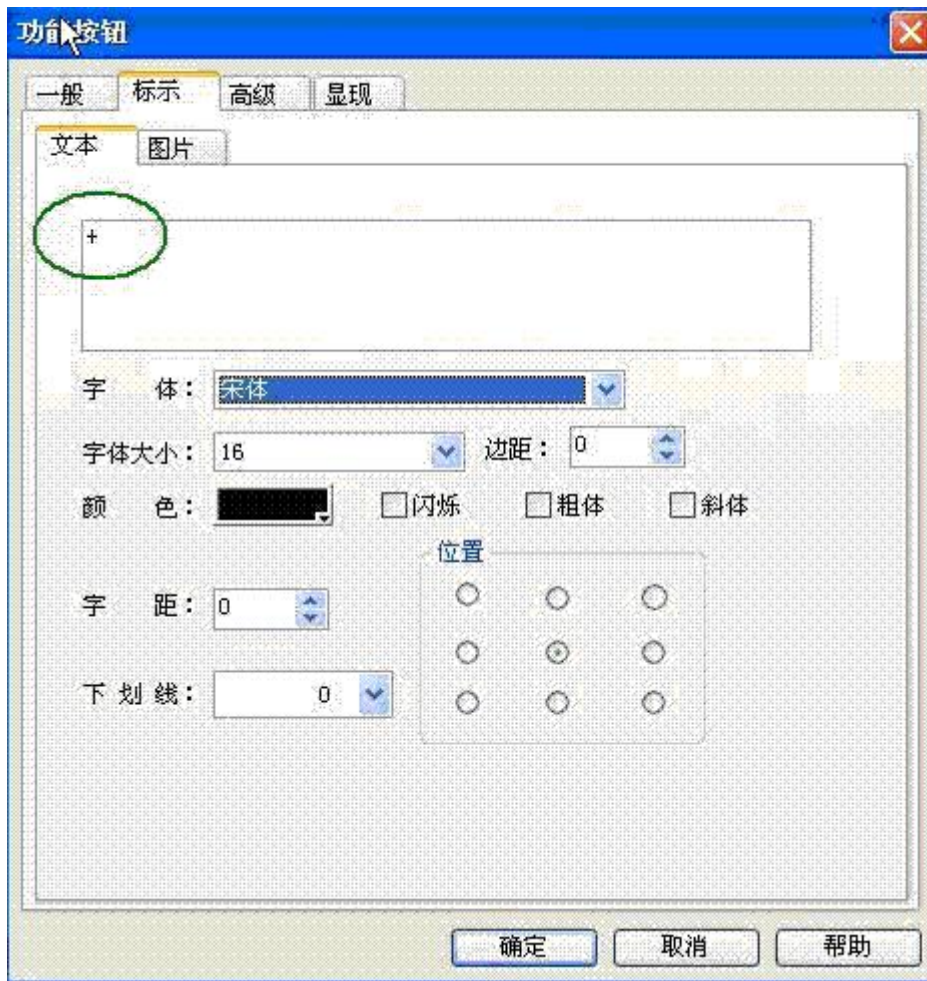 功能按钮
一般 标示 高级 显现
文本 图片
+
字 体： 宋体
字体大小： 16 边距： 0
颜 色： 闪烁 粗体 斜体
位置
字 距： 0
下 划 线： 0
确定 取消 帮助